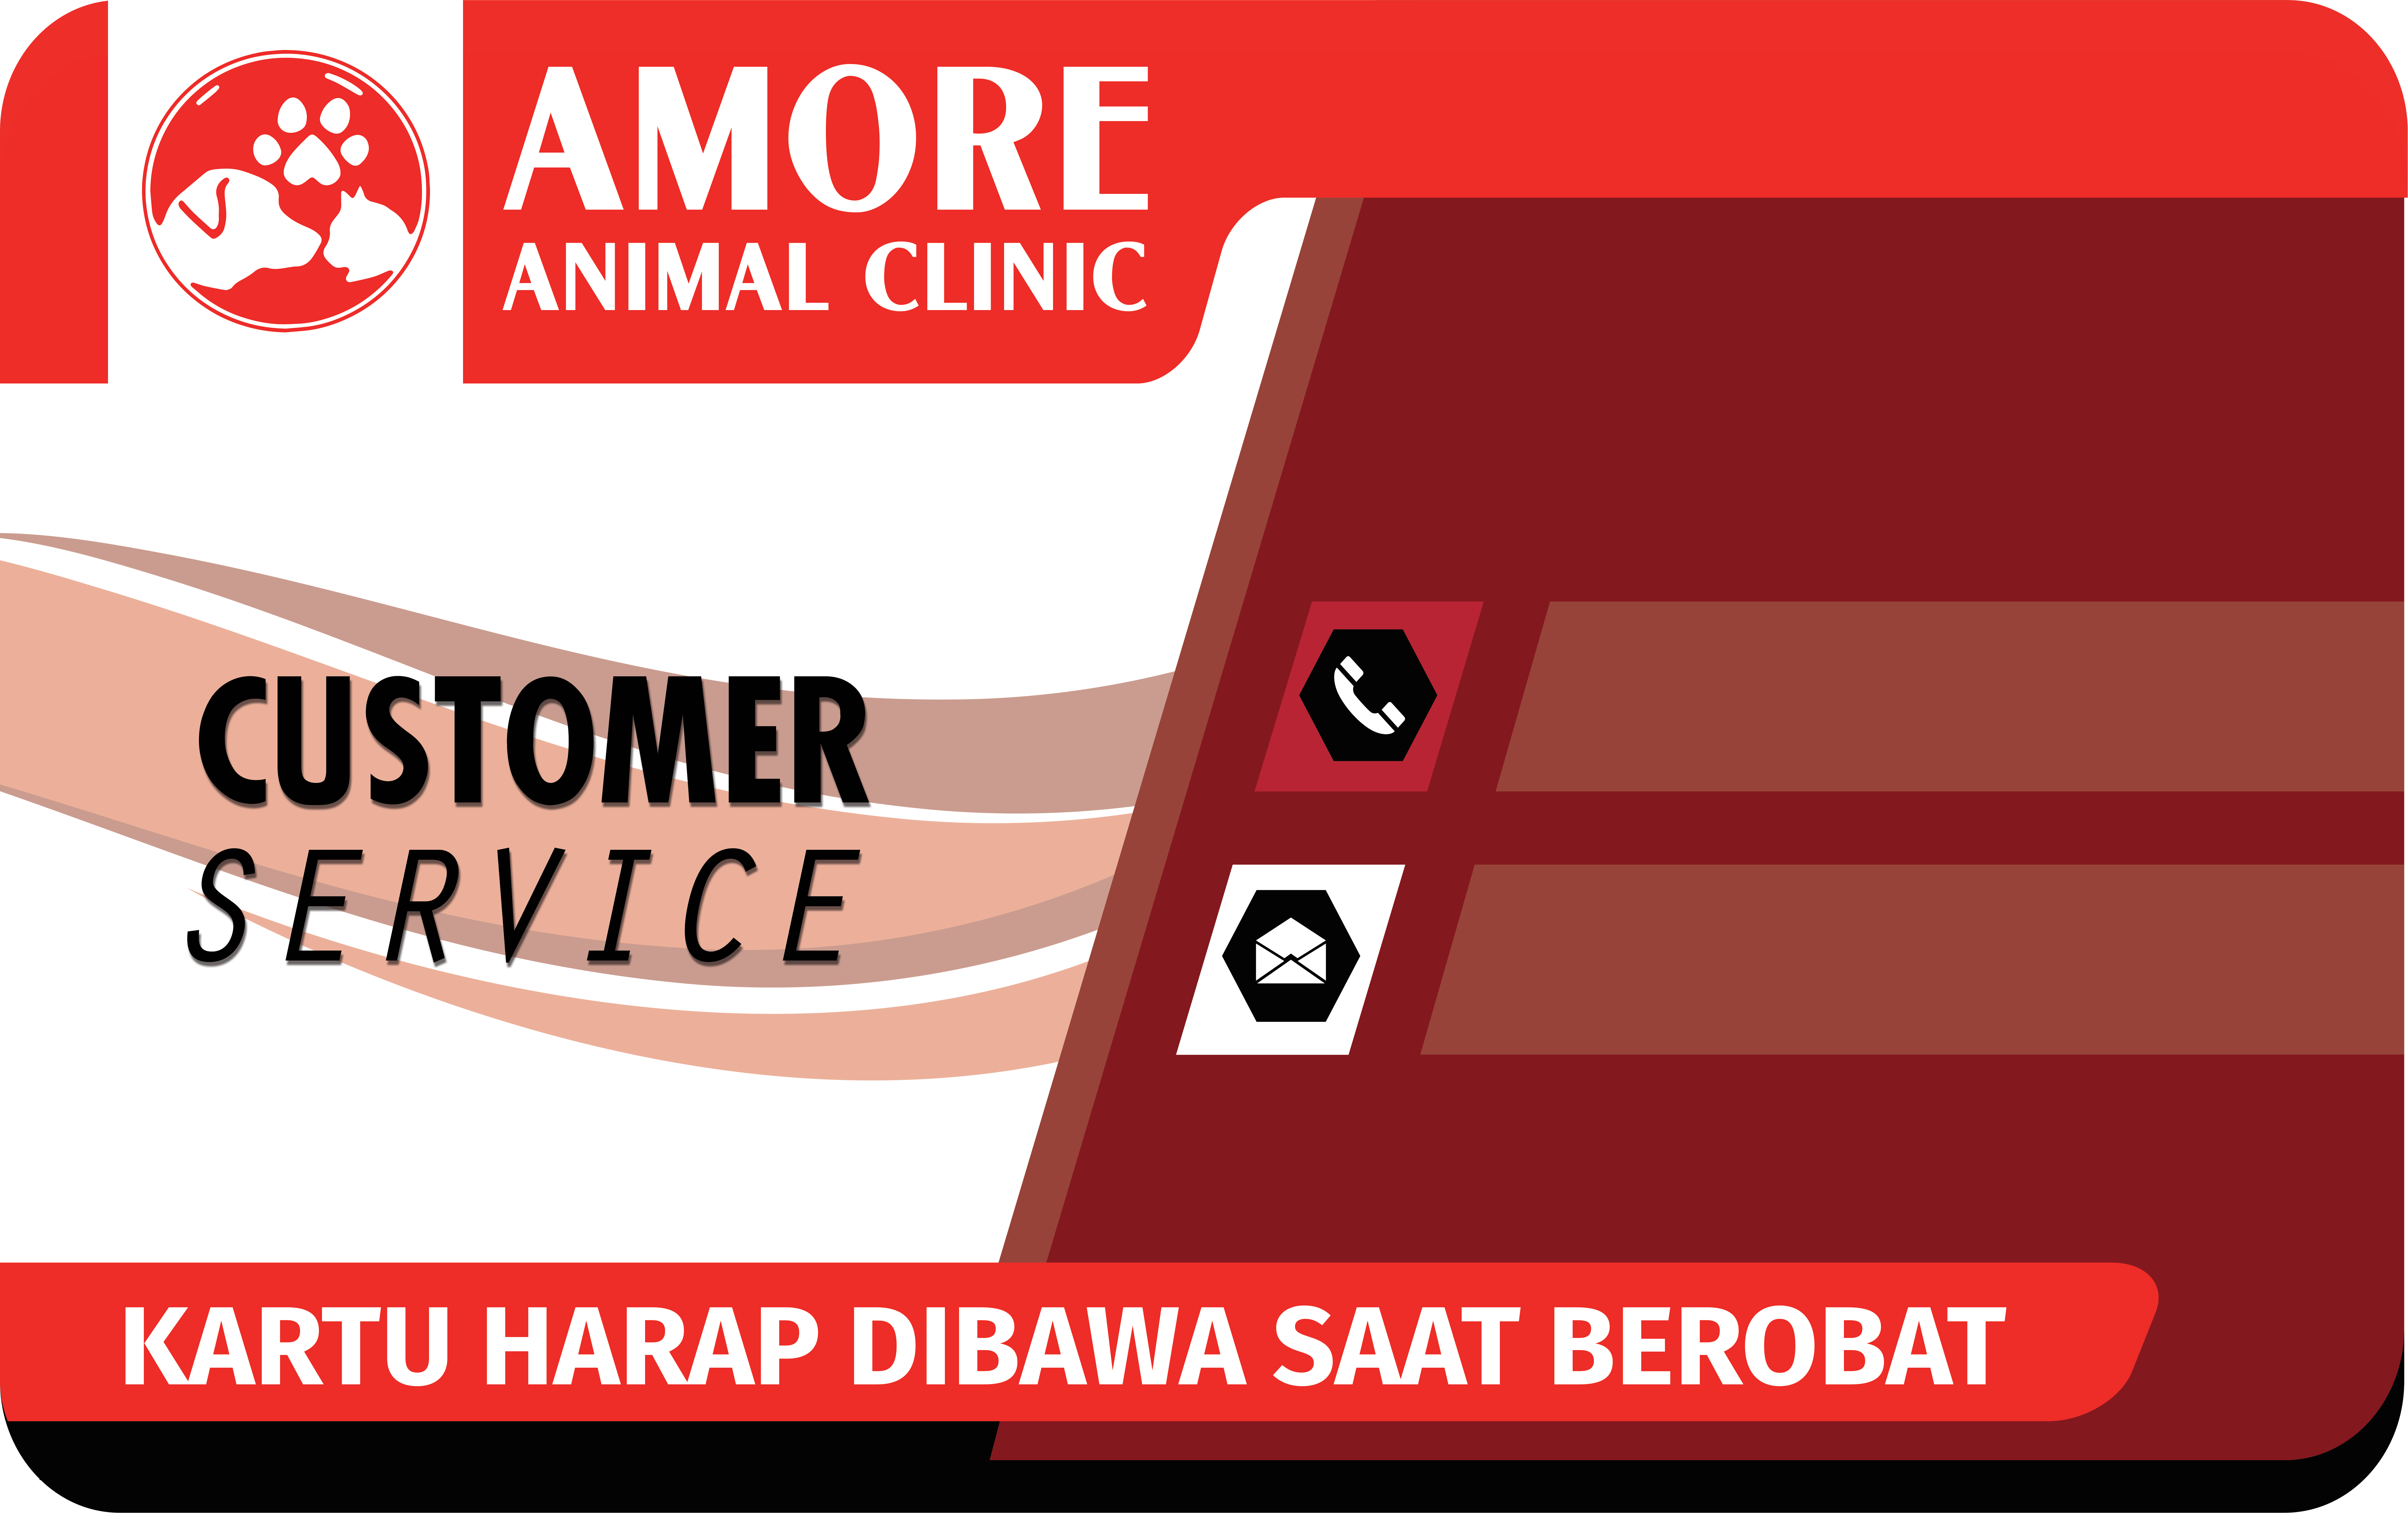 AMORE
ANIMAL CLINIC
CUSTOMER
SERVICE
KARTU HARAP DIBAWA SAAT BEROBAT